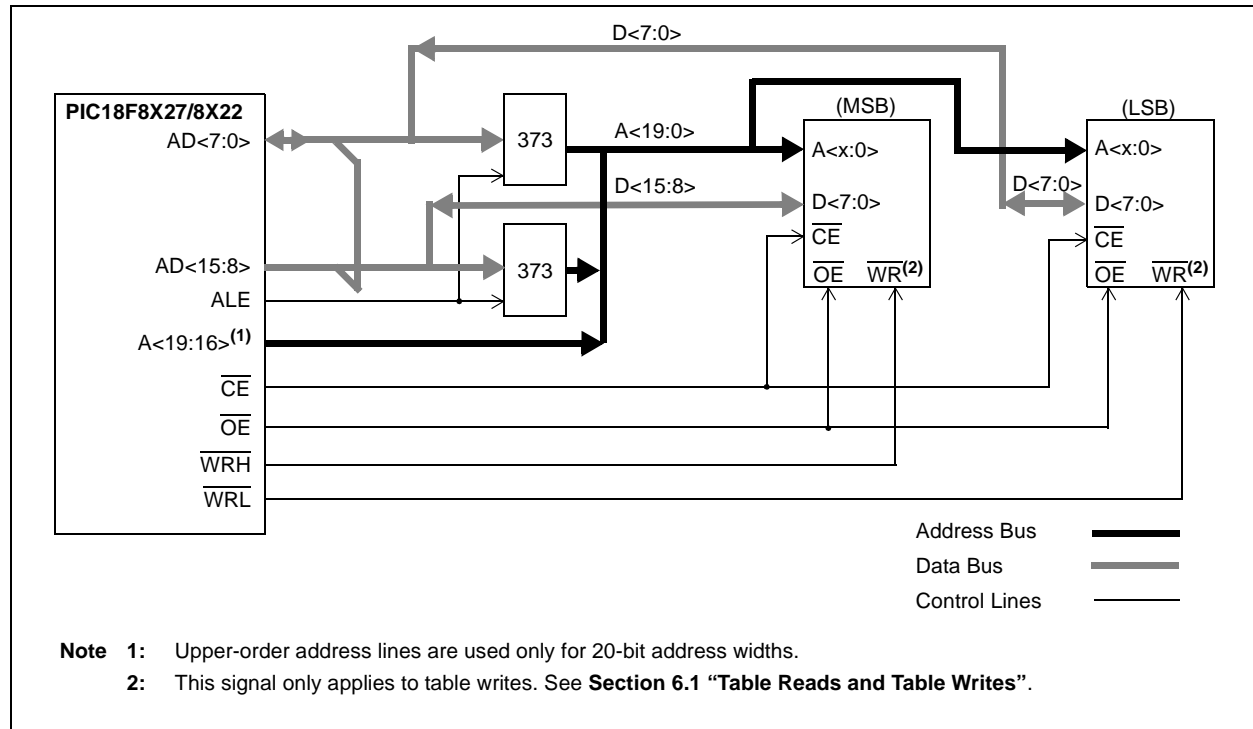 D<7:0>
PIC18F8X27/8X22
AD<7:0>
373
A<19:0>
(MSB)
A<x:0>
(LSB)
A<x:0>
D<15:8>
D<7:0>
D<7:0>
D<7:0>
CE
CE
AD<15:8>
373
OE
WR(2)
OE
WR(2)
ALE
A<19:16>(1)
CE
OE
WRH
WRL
Address Bus
Data Bus
Control Lines
Note 1: Upper-order address lines are used only for 20-bit address widths.
2: This signal only applies to table writes. See Section 6.1 “Table Reads and Table Writes”.